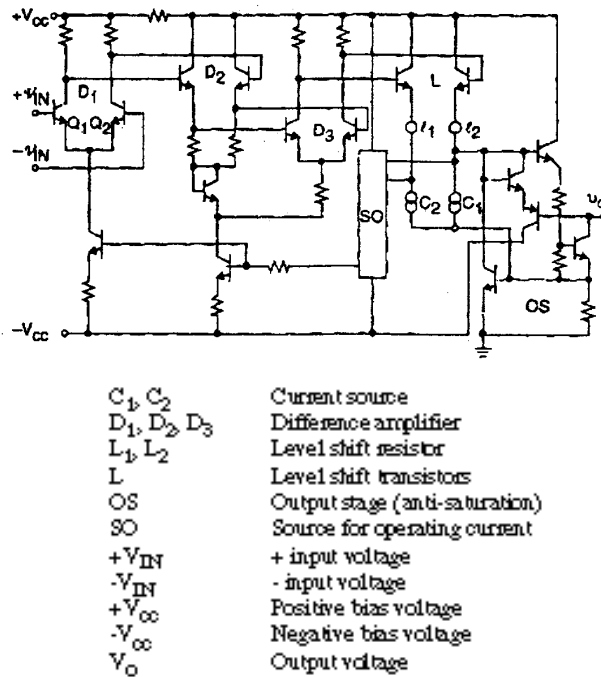 +Vcc
D1
D2
L
+vIN
Q1 Q2
D3
ℓ1 ℓ2
-vIN
SO
C2 C1
OS
-Vcc
C1, C2 Current source
D1, D2, D3 Difference amplifier
L1, L2 Level shift resistor
L Level shift transistors
OS Output stage (anti-saturation)
SO Source for operating current
+VIN + input voltage
-VIN - input voltage
+Vcc Positive bias voltage
-Vcc Negative bias voltage
VO Output voltage